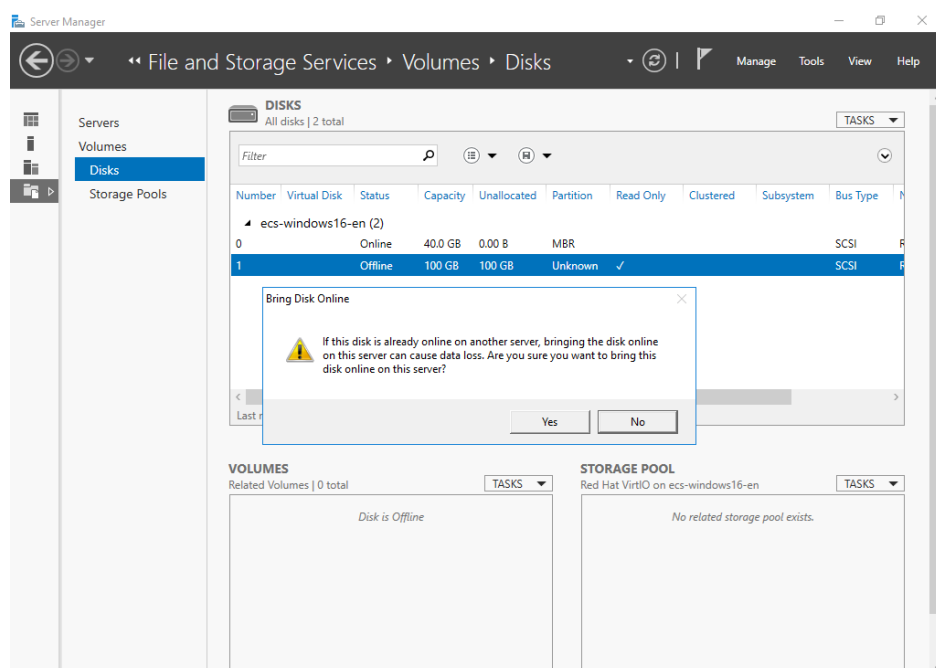 Server Manager
File and Storage Services Volumes Disks
Manage Tools View Help
Servers
Volumes
Disks
Storage Pools
DISKS
All disks | 2 total
TASKS
Filter
Number Virtual Disk Status Capacity Unallocated Partition Read Only Clustered Subsystem Bus Type
ecs-windows16-en (2)
0 Online 40.0 GB 0.00 B MBR SCSI
1 Offline 100 GB 100 GB Unknown ✓ SCSI
Bring Disk Online
If this disk is already online on another server, bringing the disk online
on this server can cause data loss. Are you sure you want to bring this
disk online on this server?
Yes No
Last
VOLUMES
Related Volumes | 0 total
TASKS
Disk is Offline
STORAGE POOL
Red Hat VirtIO on ecs-windows16-en
TASKS
No related storage pool exists.